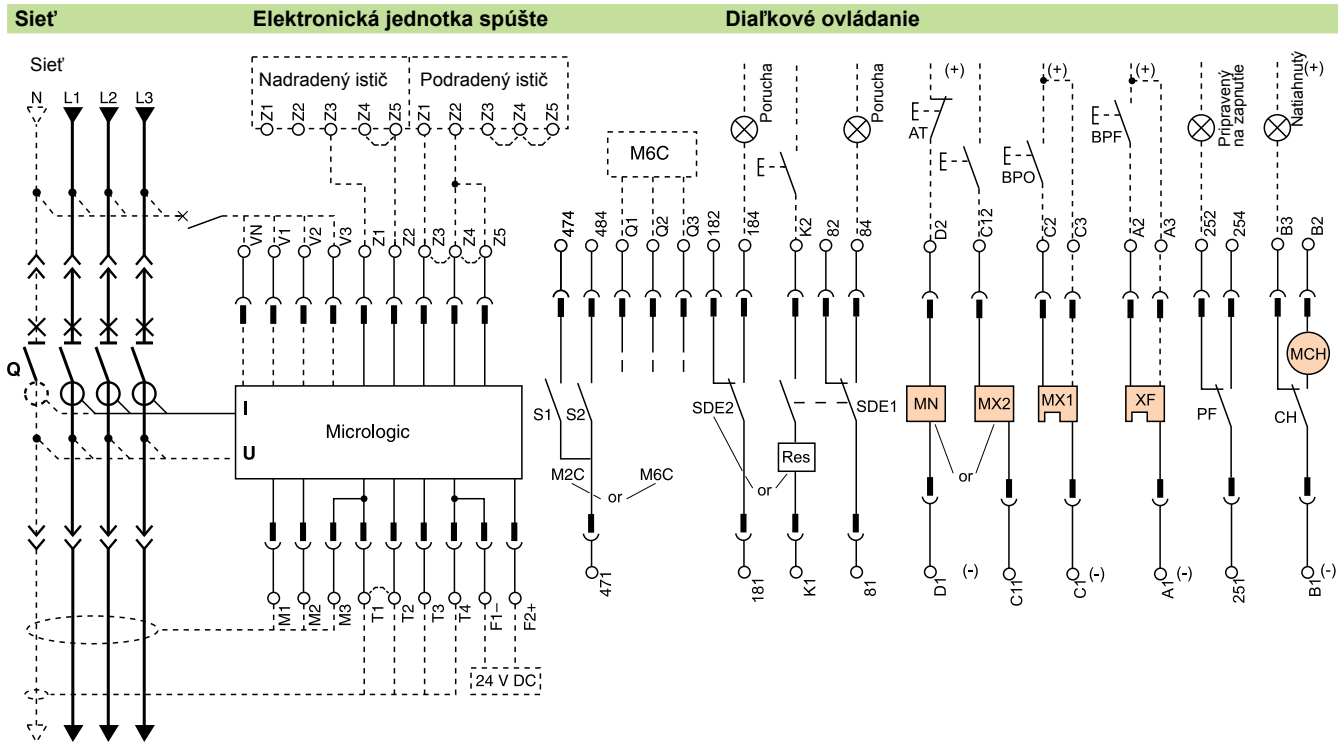 Sieť Elektronická jednotka spúšte Diaľkové ovládanie
Sieť
N L1 L2 L3
Nadradený istič Podradený istič
Z1 Z2 Z3 Z4 Z5 Z1 Z2 Z3 Z4 Z5
M6C
Porucha
Porucha
(+)
AT
BPO
(+)
BPF
(+)
Pripravený
na zapnutie
Natiahnutý
(+)
VN V1 V2 V3 Z1 Z2 Z3 Z4 Z5
474 484 Q1 Q2 Q3 182 184 K2 82 84 D2 C12 C2 C3 A2 A3 252 254 B3 B2
Q
I
U
Micrologic
S1 S2
M2C or M6C
SDE2
Res
or
SDE1
MN MX2 MX1 XF
or
PF
CH
MCH
471 181 K1 81 D1 (-) C11 C1 (-) A1 (-) 251 B1 (-)
M1 M2 M3 T1 T2 T3 T4 F1– F2+
24 V DC